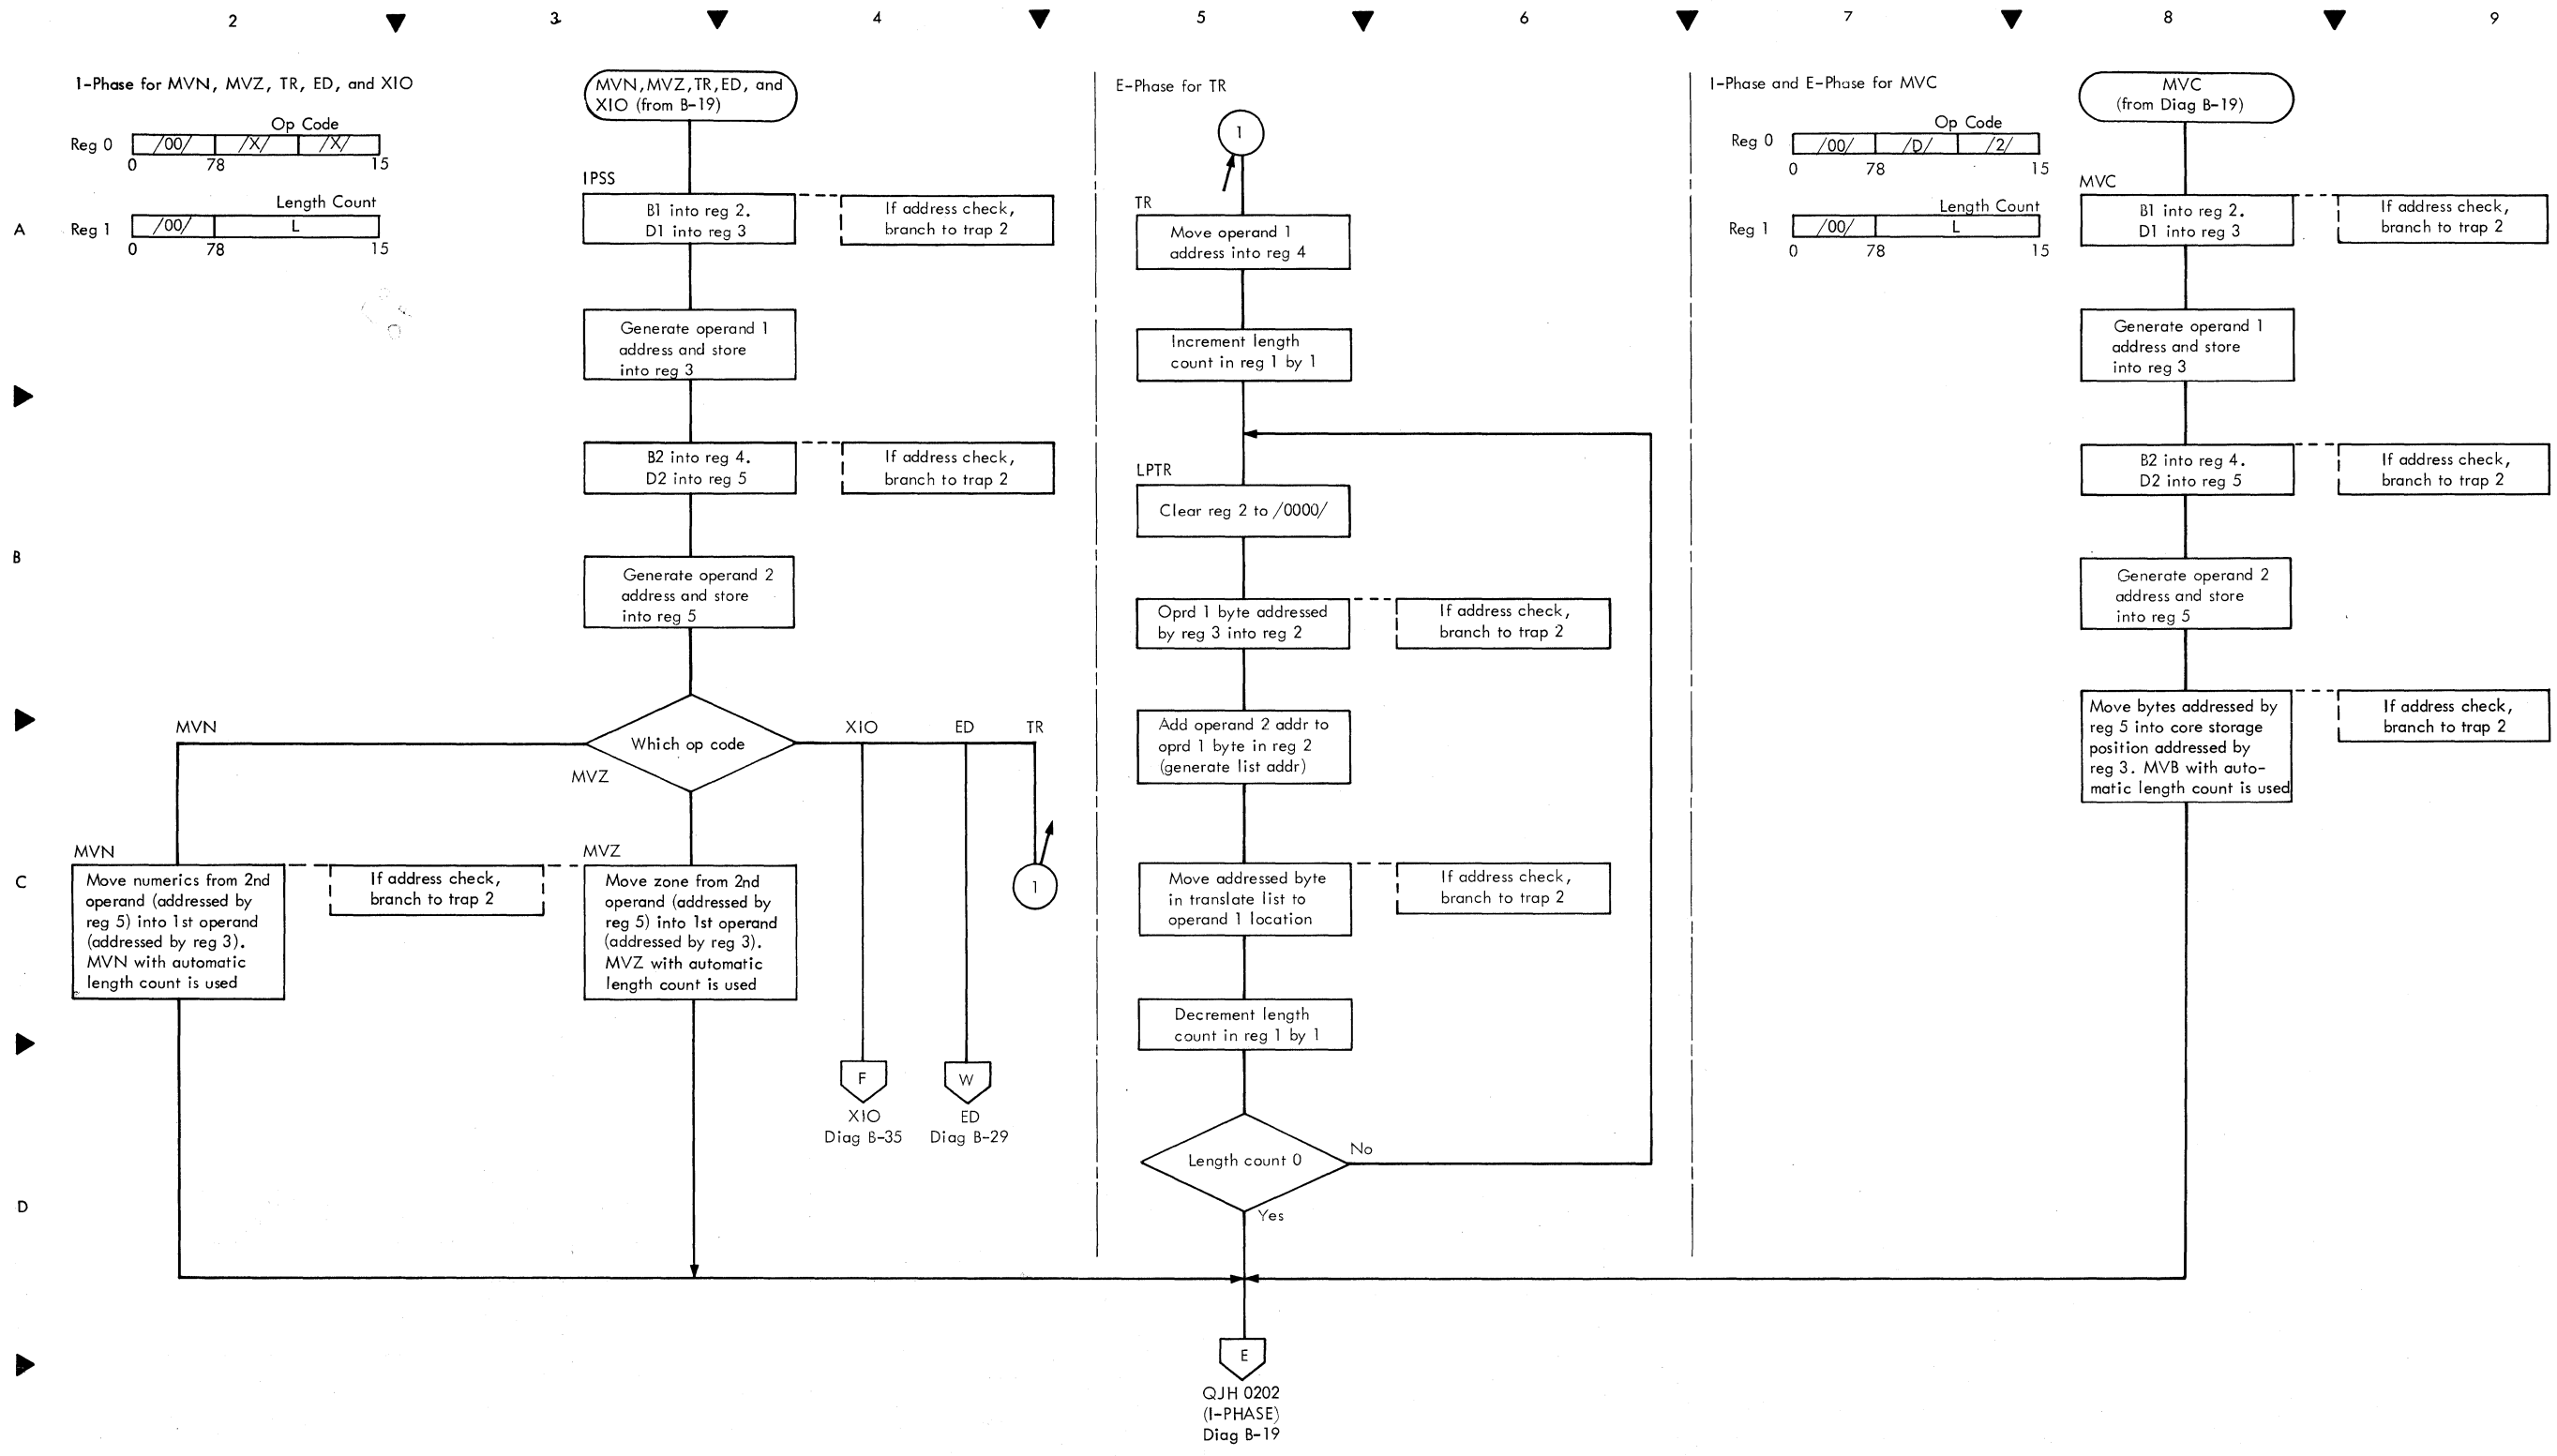 2
3
4
5
6
7
8
9
A
B
C
D
I-Phase for MVN, MVZ, TR, ED, and XIO
Op Code
Reg 0
/00/
/X/
/X/
0
78
15
Length Count
Reg 1
/00/
L
0
78
15
MVN,MVZ,TR,ED, and
XIO (from B-19)
IPSS
B1 into reg 2.
D1 into reg 3
If address check,
branch to trap 2
Generate operand 1
address and store
into reg 3
B2 into reg 4.
D2 into reg 5
If address check,
branch to trap 2
Generate operand 2
address and store
into reg 5
Which op code
MVN
MVZ
XIO
ED
TR
MVN
Move numerics from 2nd
operand (addressed by
reg 5) into 1st operand
(addressed by reg 3).
MVN with automatic
length count is used
If address check,
branch to trap 2
MVZ
Move zone from 2nd
operand (addressed by
reg 5) into 1st operand
(addressed by reg 3).
MVZ with automatic
length count is used
1
F
XIO
Diag B-35
W
ED
Diag B-29
E-Phase for TR
1
TR
Move operand 1
address into reg 4
Increment length
count in reg 1 by 1
LPTR
Clear reg 2 to /0000/
Oprd 1 byte addressed
by reg 3 into reg 2
If address check,
branch to trap 2
Add operand 2 addr to
oprd 1 byte in reg 2
(generate list addr)
Move addressed byte
in translate list to
operand 1 location
If address check,
branch to trap 2
Decrement length
count in reg 1 by 1
Length count 0
No
Yes
E
QJH 0202
(I-PHASE)
Diag B-19
I-Phase and E-Phase for MVC
Op Code
Reg 0
/00/
/D/
/2/
0
78
15
Length Count
Reg 1
/00/
L
0
78
15
MVC
(from Diag B-19)
MVC
B1 into reg 2.
D1 into reg 3
If address check,
branch to trap 2
Generate operand 1
address and store
into reg 3
B2 into reg 4.
D2 into reg 5
If address check,
branch to trap 2
Generate operand 2
address and store
into reg 5
Move bytes addressed by
reg 5 into core storage
position addressed by
reg 3. MVB with auto-
matic length count is used
If address check,
branch to trap 2